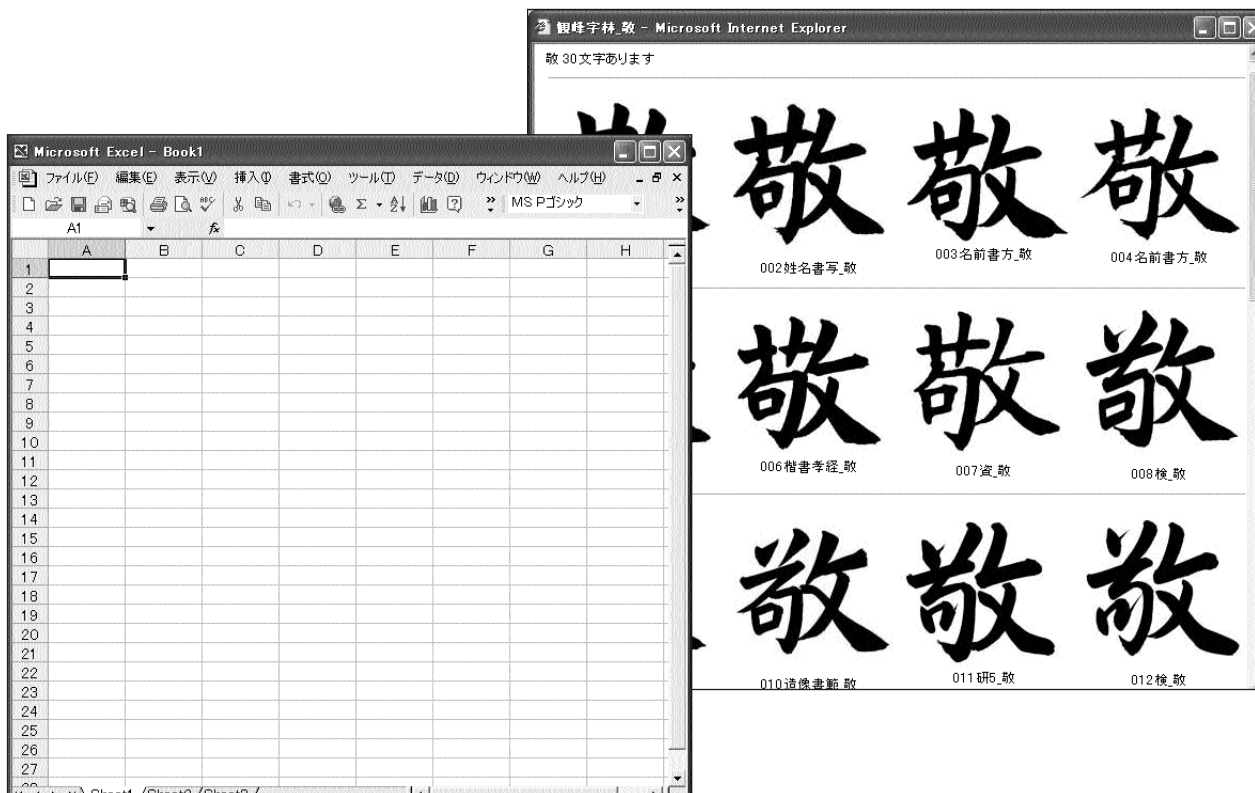 観峰字林_敬 - Microsoft Internet Explorer
敬 30文字あります
敬 敬 敬
002姓名書写_敬 003名前書方_敬 004名前書方_敬
敬 敬 敬
006楷書孝経_敬 007資_敬 008検_敬
敬 敬 敬
010造像書範_敬 011研5_敬 012検_敬
Microsoft Excel - Book1
ファイル(F) 編集(E) 表示(V) 挿入(I) 書式(O) ツール(T) データ(D) ウィンドウ(W) ヘルプ(H)
MS Pゴシック
A1 fx
A B C D E F G H
1
2
3
4
5
6
7
8
9
10
11
12
13
14
15
16
17
18
19
20
21
22
23
24
25
26
27
28
Sheet1 Sheet2 Sheet3